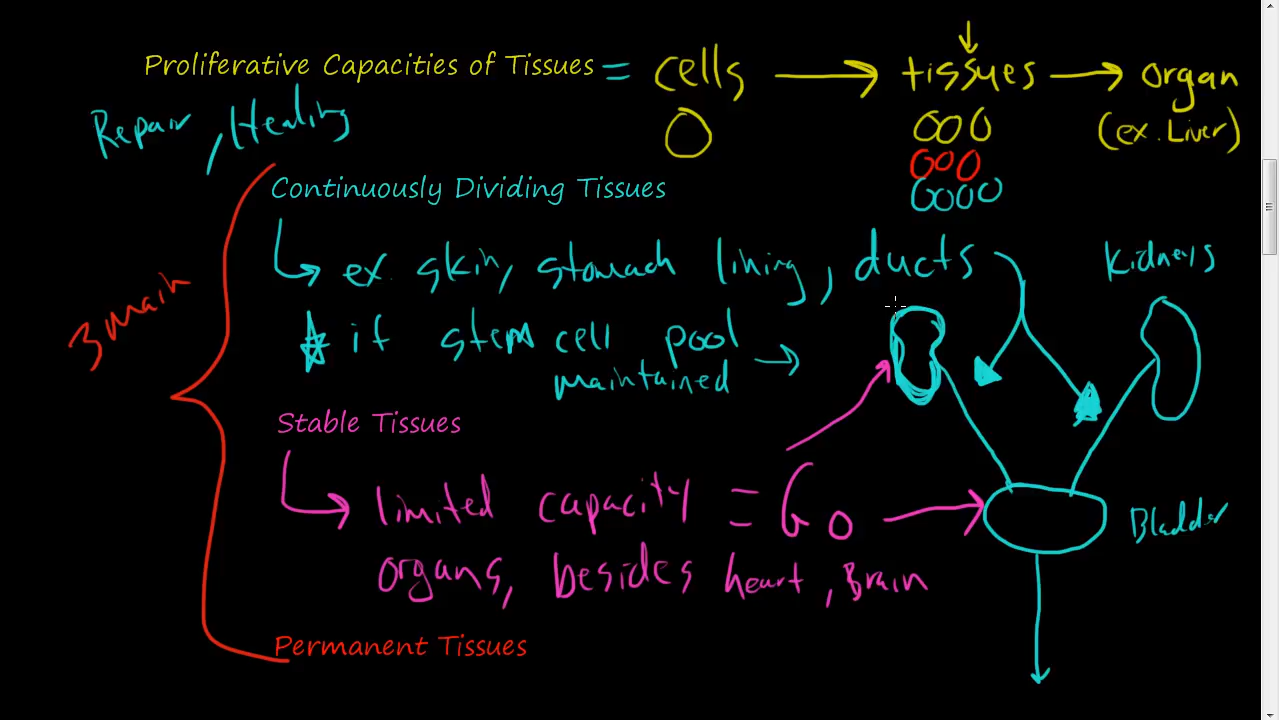 Proliferative Capacities of Tissues = cells → tissues → organ
Repair, Healing
(ex. Liver)
Continuously Dividing Tissues
ex. skin, stomach lining, ducts
Kidneys
3 main
if stem cell pool
maintained →
Stable Tissues
limited capacity = Go
Bladder
organs, besides heart, Brain
Permanent Tissues